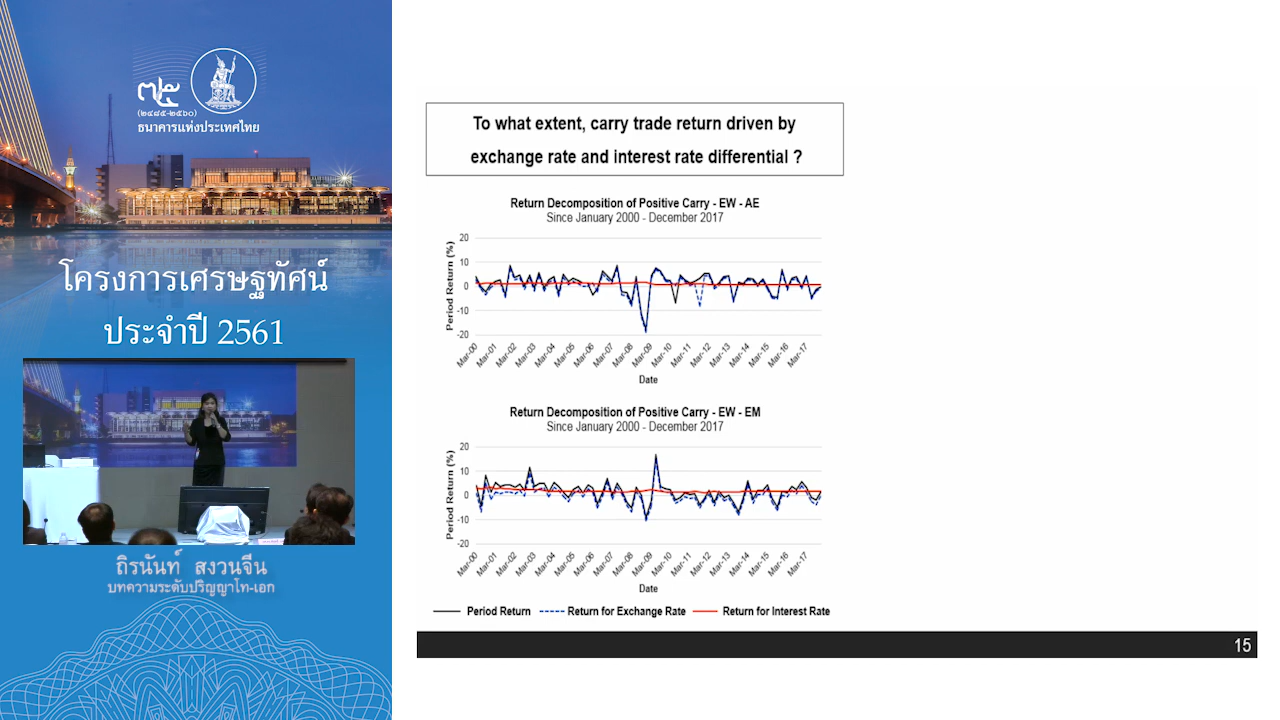 ๗๕
(๒๔๘๕-๒๕๖๐)
ธนาคารแห่งประเทศไทย
โครงการเศรษฐทัศน์
ประจำปี 2561
ถิรนันท์ สงวนจีน
บทความระดับปริญญาโท-เอก
To what extent, carry trade return driven by
exchange rate and interest rate differential ?
Return Decomposition of Positive Carry - EW - AE
Since January 2000 - December 2017
Period Return (%)
20
10
0
-10
-20
Mar-00 Mar-01 Mar-02 Mar-03 Mar-04 Mar-05 Mar-06 Mar-07 Mar-08 Mar-09 Mar-10 Mar-11 Mar-12 Mar-13 Mar-14 Mar-15 Mar-16 Mar-17
Date
Return Decomposition of Positive Carry - EW - EM
Since January 2000 - December 2017
Period Return (%)
20
10
0
-10
-20
Mar-00 Mar-01 Mar-02 Mar-03 Mar-04 Mar-05 Mar-06 Mar-07 Mar-08 Mar-09 Mar-10 Mar-11 Mar-12 Mar-13 Mar-14 Mar-15 Mar-16 Mar-17
Date
Period Return Return for Exchange Rate Return for Interest Rate
15